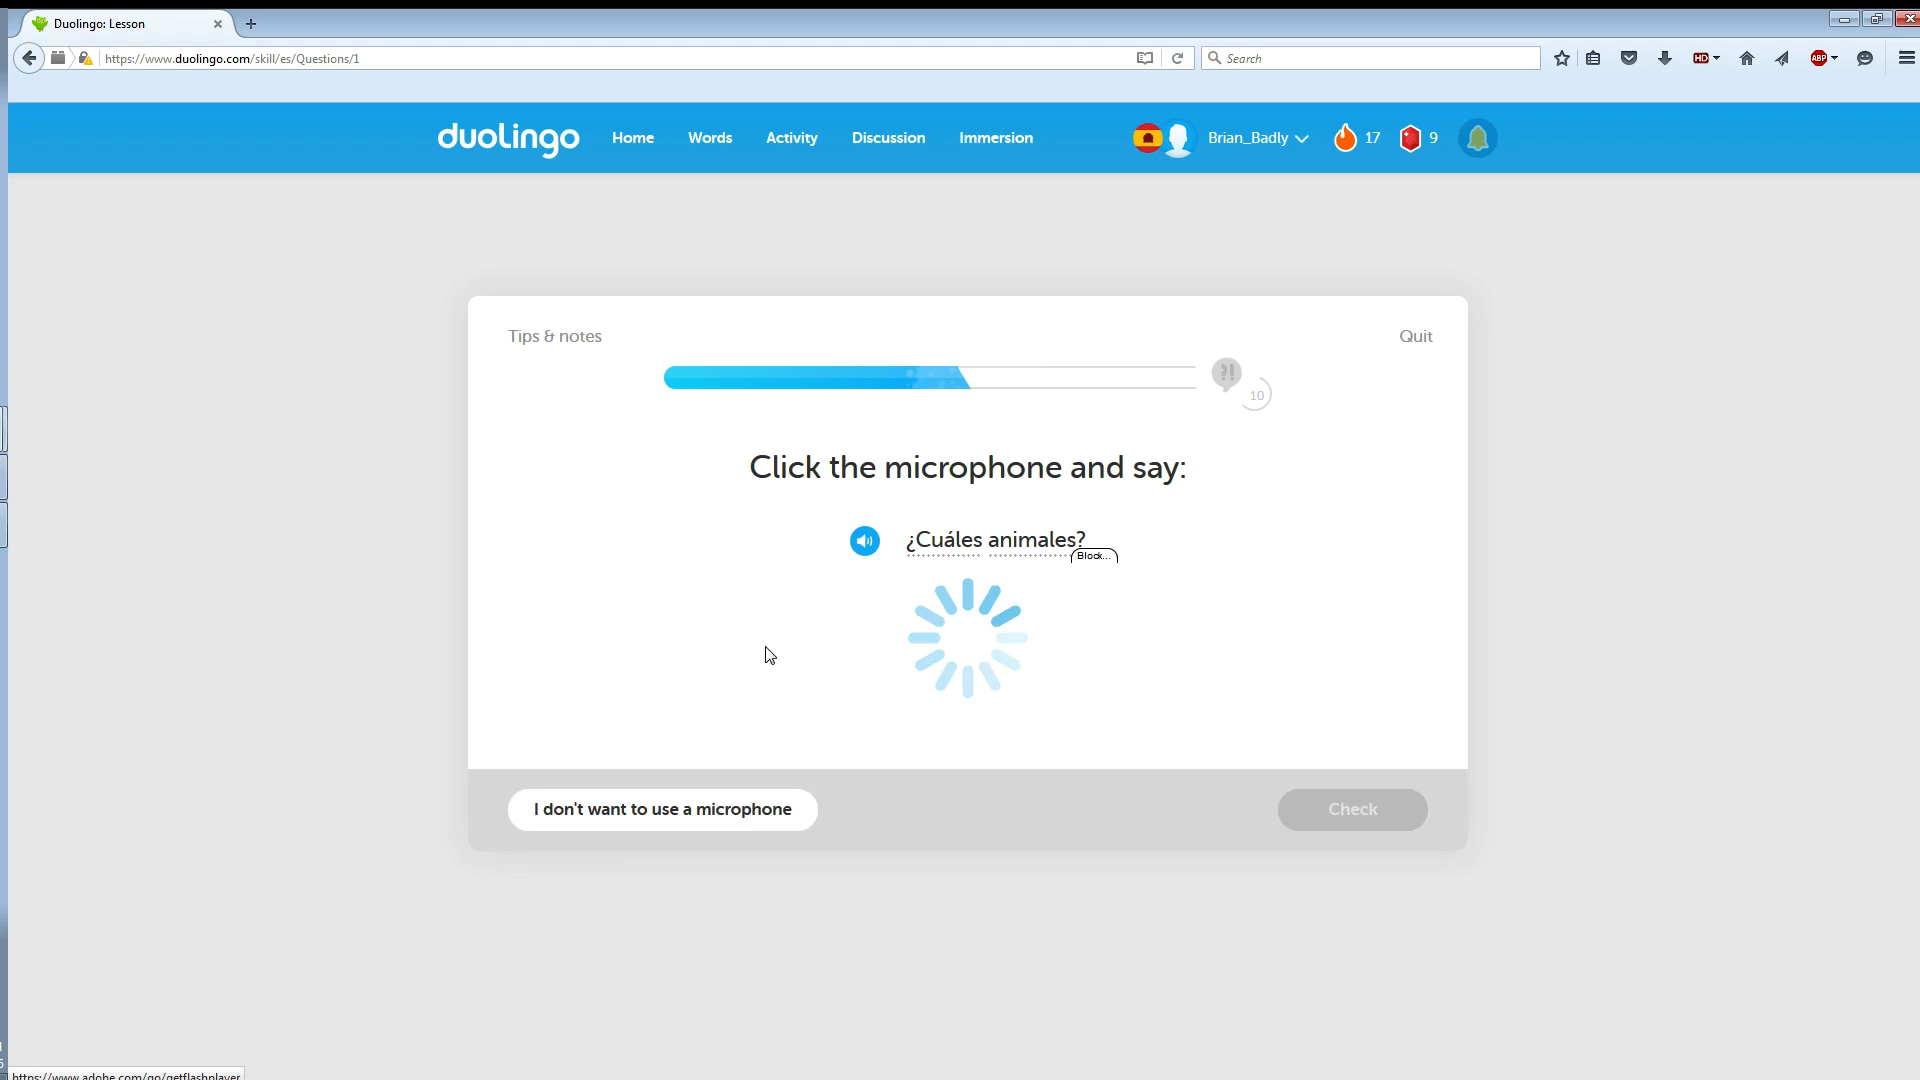 Duolingo: Lesson
https://www.duolingo.com/skill/es/Questions/1
Search
HD
ABP
duolingo
Home
Words
Activity
Discussion
Immersion
Brian_Badly
17
9
Tips & notes
Quit
10
Click the microphone and say:
¿Cuáles animales?
Block...
I don't want to use a microphone
Check
https://www.adobe.com/go/getflashplayer